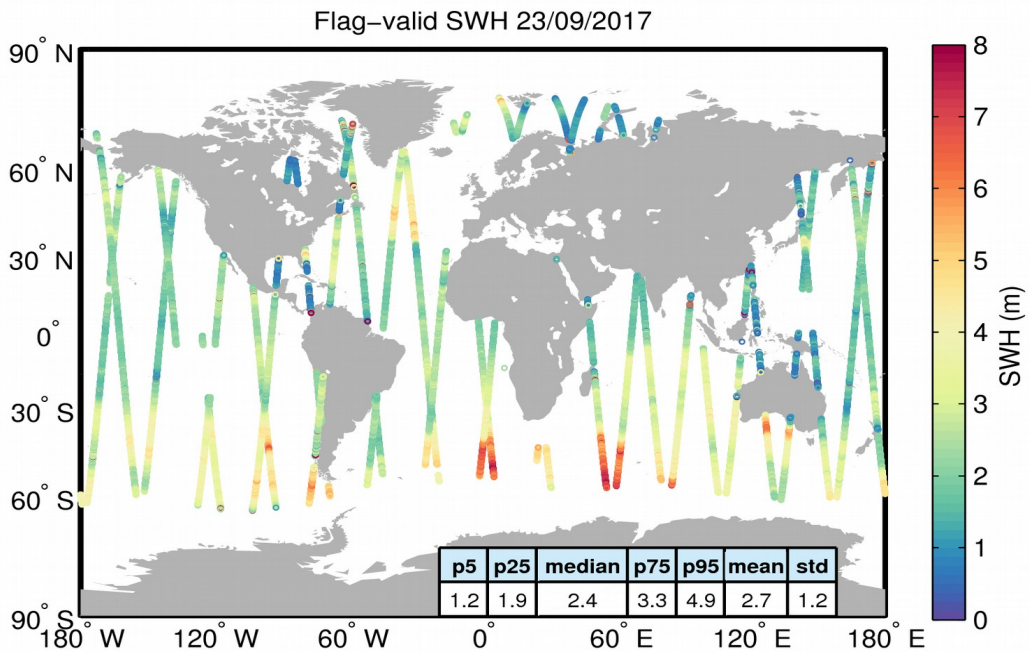 Flag−valid SWH 23/09/2017
90° N
60° N
30° N
0°
30° S
60° S
90° S
180° W
120° W
60° W
0°
60° E
120° E
180° E
p5 p25 median p75 p95 mean std
1.2 1.9 2.4 3.3 4.9 2.7 1.2
8
7
6
5
4
3
2
1
0
SWH (m)